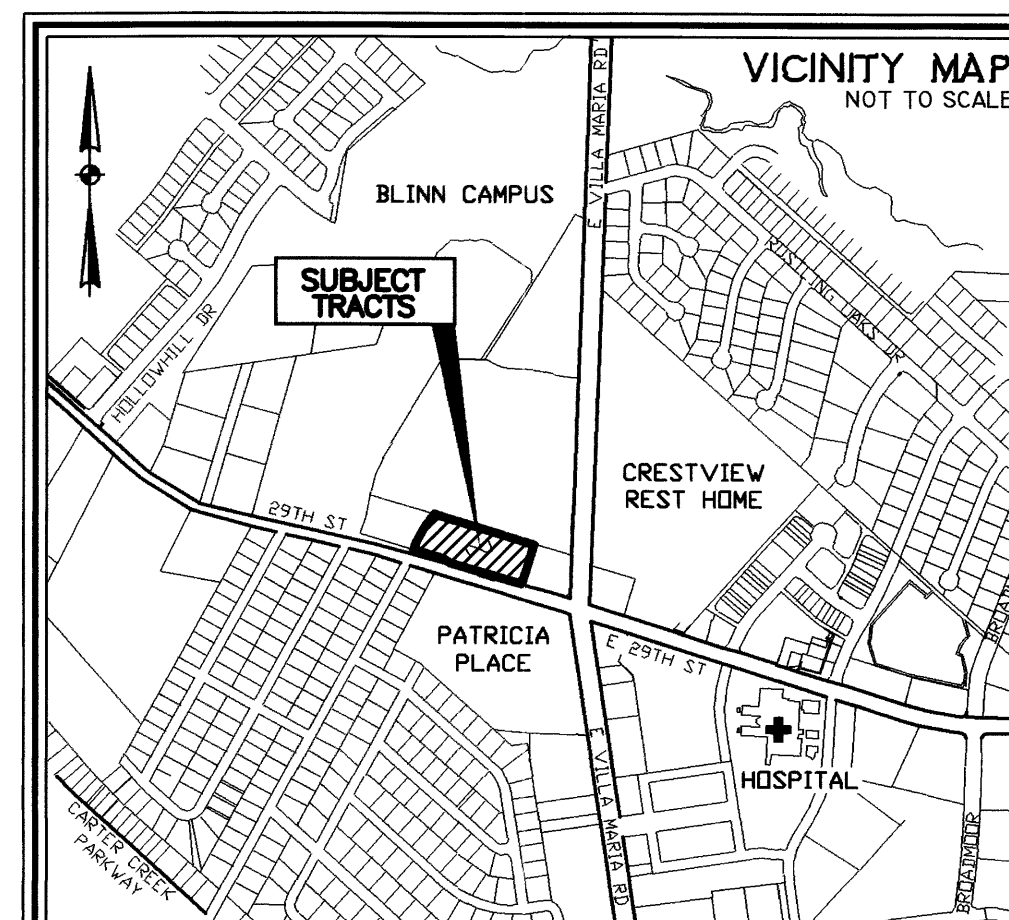 VICINITY MAP
NOT TO SCALE
E VILLA MARIA RD
BLINN CAMPUS
SUBJECT
TRACTS
HOLLOWHILL DR
CRESTVIEW
REST HOME
29TH ST
PATRICIA
PLACE
E. 29TH ST
HOSPITAL
E VILLA MARIA RD
CARTER CREEK
PARKWAY
BROADMOOR